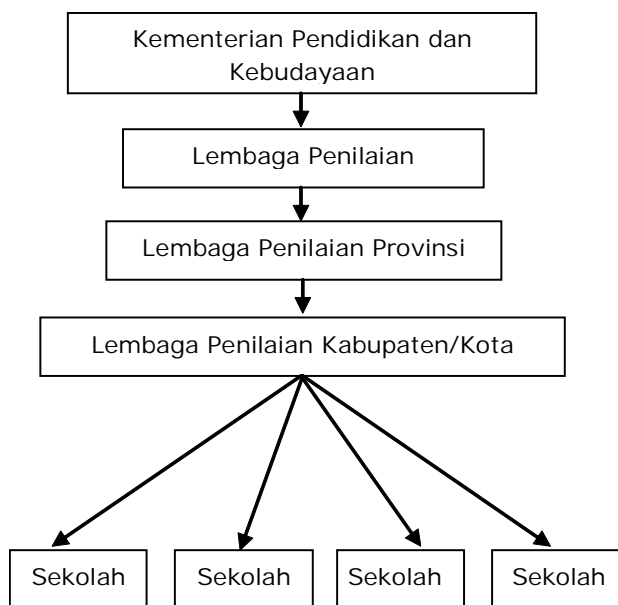 Kementerian Pendidikan dan
Kebudayaan
Lembaga Penilaian
Lembaga Penilaian Provinsi
Lembaga Penilaian Kabupaten/Kota
Sekolah
Sekolah
Sekolah
Sekolah